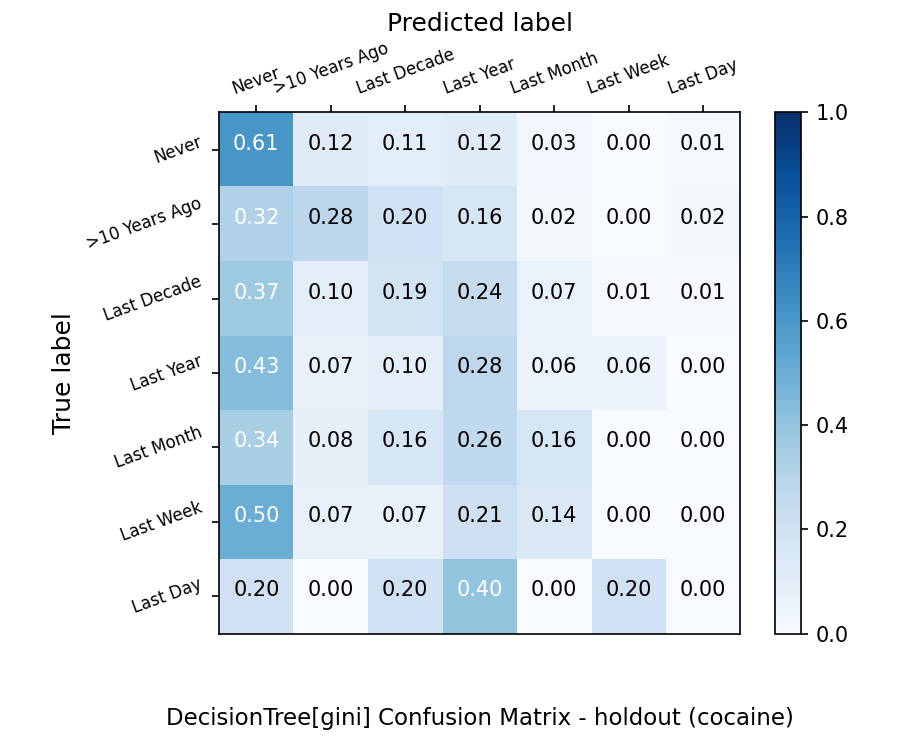 Predicted label
Never >10 Years Ago Last Decade Last Year Last Month Last Week Last Day
True label
Never 0.61 0.12 0.11 0.12 0.03 0.00 0.01
>10 Years Ago 0.32 0.28 0.20 0.16 0.02 0.00 0.02
Last Decade 0.37 0.10 0.19 0.24 0.07 0.01 0.01
Last Year 0.43 0.07 0.10 0.28 0.06 0.06 0.00
Last Month 0.34 0.08 0.16 0.26 0.16 0.00 0.00
Last Week 0.50 0.07 0.07 0.21 0.14 0.00 0.00
Last Day 0.20 0.00 0.20 0.40 0.00 0.20 0.00
1.0
0.8
0.6
0.4
0.2
0.0
DecisionTree[gini] Confusion Matrix - holdout (cocaine)